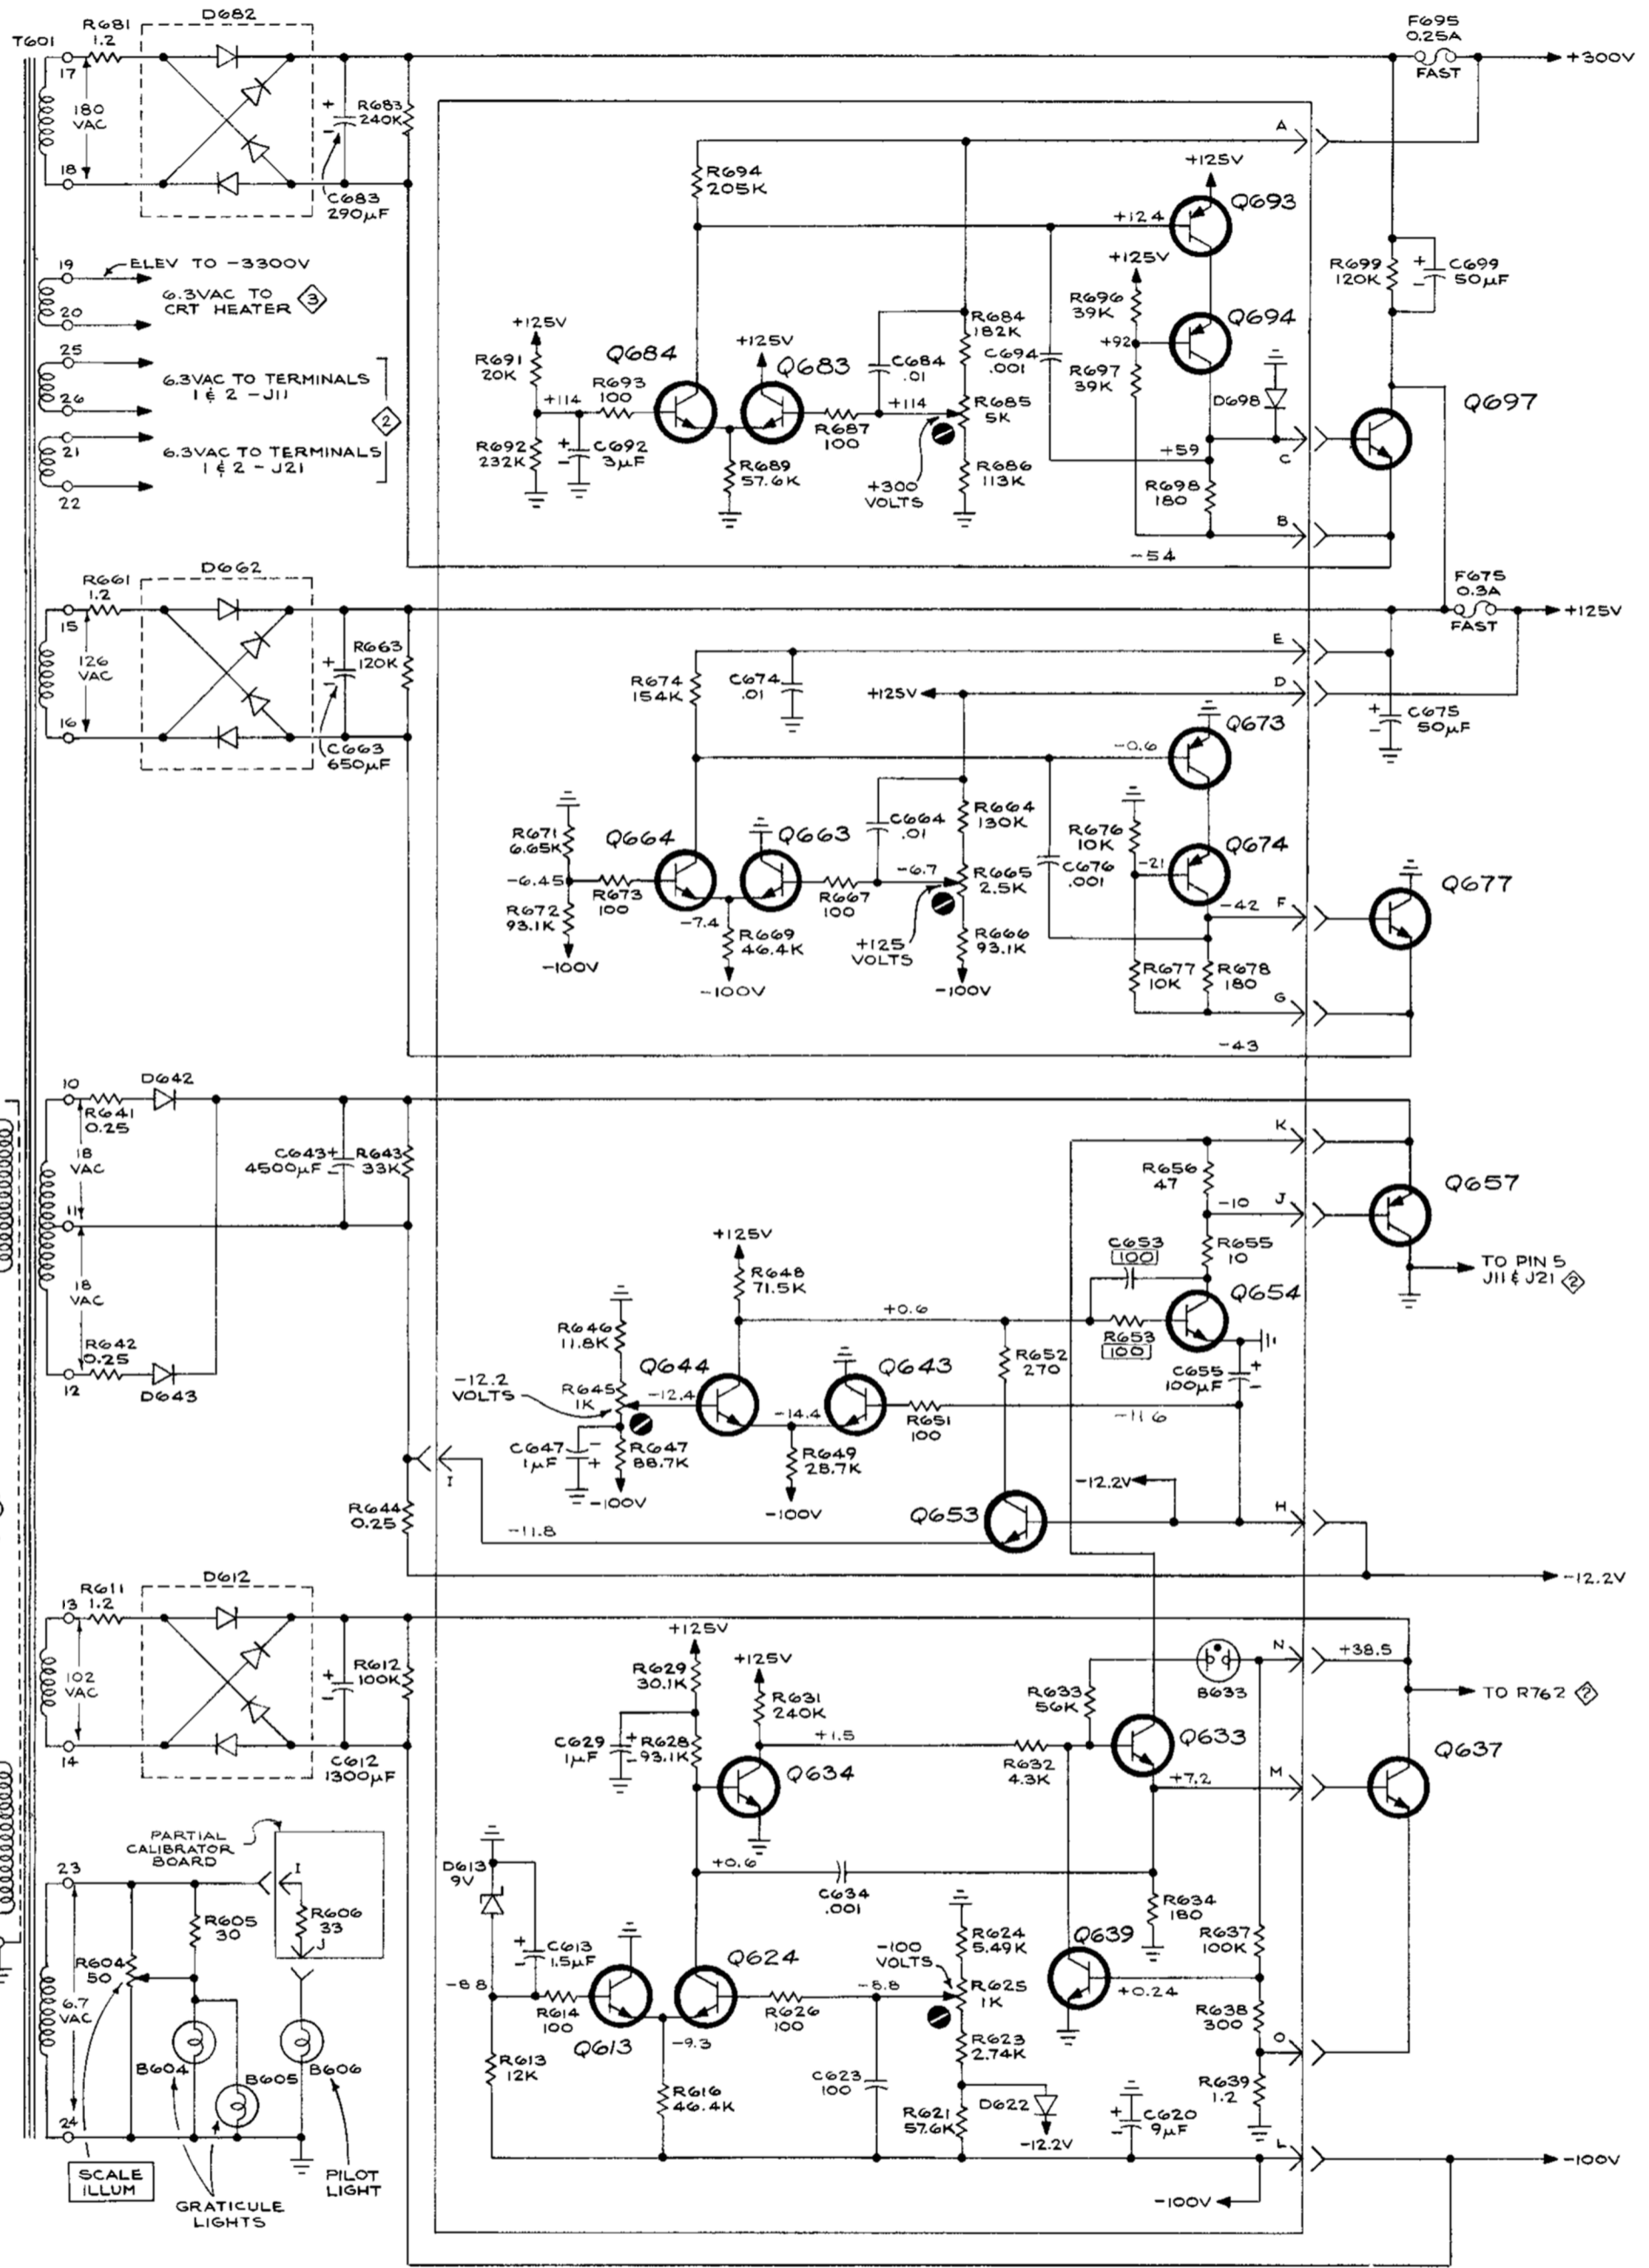 T601
R681
1.2
D682
17
180
VAC
18
+
-
R683
240K
C683
290µF
F695
0.25A
FAST
+300V
A
R694
205K
+125V
Q693
+124
+125V
R696
39K
Q694
+92
R697
39K
R699
120K
+
-
C699
50µF
19
ELEV TO -3300V
6.3VAC TO
CRT HEATER
3
20
25
6.3VAC TO TERMINALS
1 & 2 - J11
26
2
21
6.3VAC TO TERMINALS
1 & 2 - J21
22
+125V
R691
20K
Q684
R693
100
+114
R692
232K
+
-
C692
3µF
+125V
Q683
R687
100
R689
57.6K
C684
.01
+114
R684
182K
R685
5K
+300
VOLTS
R686
113K
C694
.001
D698
Q697
C
+59
R698
180
B
-54
R661
1.2
D662
15
126
VAC
16
+
-
R663
120K
C663
650µF
F675
0.3A
FAST
+125V
E
R674
154K
C674
.01
+125V
D
+
-
C675
50µF
Q673
-0.6
R671
6.65K
Q664
-6.45
R673
100
R672
93.1K
-100V
-7.4
Q663
R667
100
R669
46.4K
-100V
C664
.01
-6.7
R664
130K
R665
2.5K
+125
VOLTS
R666
93.1K
-100V
R676
10K
C676
.001
-21
Q674
-42
F
Q677
R677
10K
R678
180
G
-43
10
D642
R641
0.25
18
VAC
11
18
VAC
R642
0.25
12
D643
C643
4500µF
+
-
R643
33K
K
R656
47
-10
J
Q657
R655
10
TO PIN 5
J11 & J21
2
C653
100
Q654
R653
100
+125V
R648
71.5K
+0.6
R646
11.8K
Q644
-12.2
VOLTS
R645
1K
-12.4
C647
1µF
-
+
R647
88.7K
-100V
-14.4
Q643
R651
100
R649
28.7K
-100V
R652
270
C655
100µF
+
-
-11.6
-12.2V
H
I
R644
0.25
-11.8
Q653
-12.2V
R611
1.2
D612
13
102
VAC
14
+
-
R612
100K
C612
1300µF
+125V
R629
30.1K
+125V
R631
240K
C629
1µF
+
-
R628
93.1K
+1.5
Q634
R633
56K
B633
N
+38.5
TO R762
2
R632
4.3K
Q633
+7.2
M
Q637
PARTIAL
CALIBRATOR
BOARD
23
I
R605
30
R606
33
J
R604
50
6.7
VAC
B604
B605
B606
24
SCALE
ILLUM
GRATICULE
LIGHTS
PILOT
LIGHT
D613
9V
+0.6
C634
.001
R634
180
+
-
C613
1.5µF
-8.8
R614
100
Q613
-9.3
Q624
R626
100
R613
12K
R616
46.4K
-100
VOLTS
R624
5.49K
-8.8
R625
1K
R623
2.74K
C623
100
R621
57.6K
D622
-12.2V
Q639
+0.24
R637
100K
R638
300
O
R639
1.2
+
-
C620
9µF
L
-100V
-100V